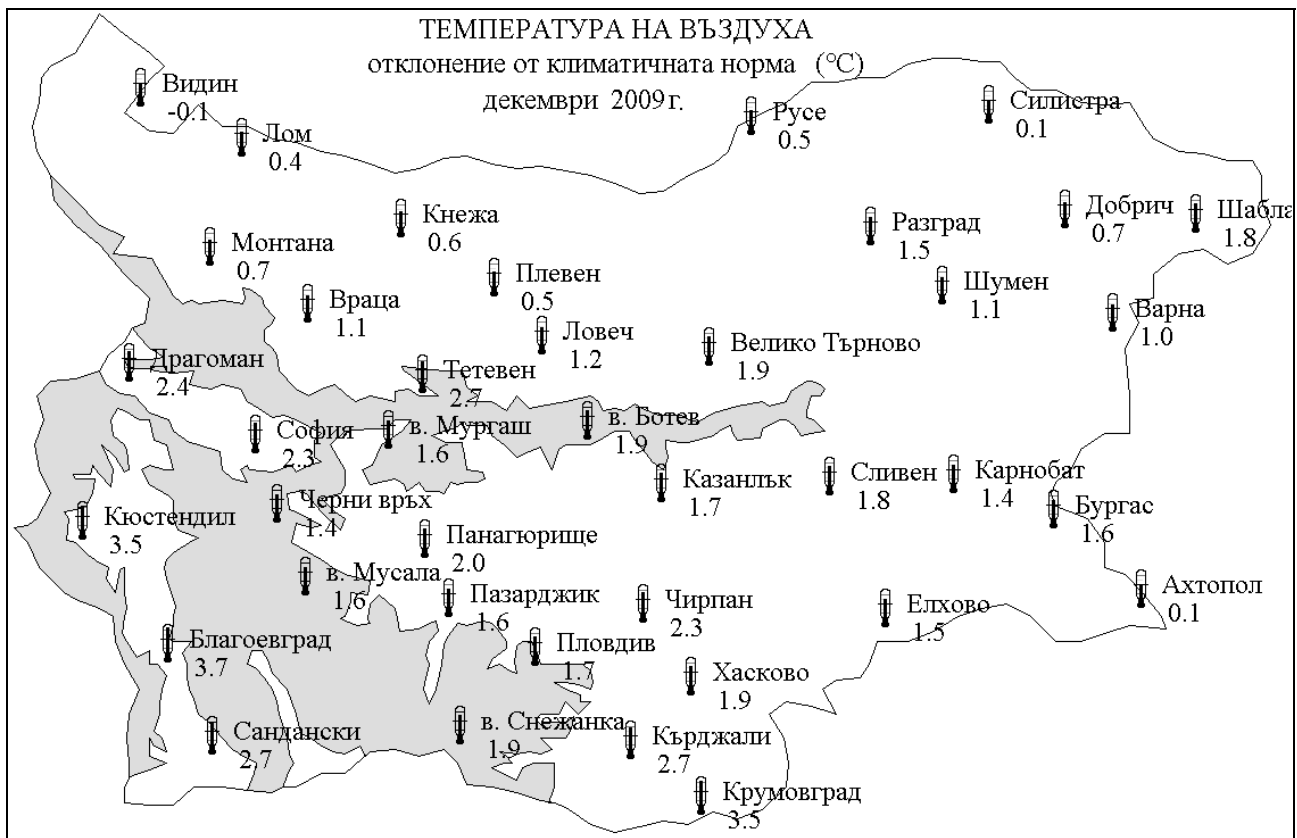 ТЕМПЕРАТУРА НА ВЪЗДУХА
отклонение от климатичната норма (°C)
декември 2009 г.
Видин
-0.1
Лом
0.4
Русе
0.5
Силистра
0.1
Кнежа
0.6
Монтана
0.7
Разград
1.5
Добрич
0.7
Шабла
1.8
Плевен
0.5
Враца
1.1
Шумен
1.1
Варна
1.0
Ловеч
1.2
Велико Търново
1.9
Драгоман
2.4
Тетевен
2.7
София
2.3
в. Мургаш
1.6
в. Ботев
1.9
Казанлък
1.7
Сливен
1.8
Карнобат
1.4
Черни връх
1.4
Бургас
1.6
Кюстендил
3.5
Панагюрище
2.0
в. Мусала
1.6
Пазарджик
1.6
Чирпан
2.3
Елхово
1.5
Ахтопол
0.1
Благоевград
3.7
Пловдив
1.7
Хасково
1.9
Сандански
2.7
в. Снежанка
1.9
Кърджали
2.7
Крумовград
3.5